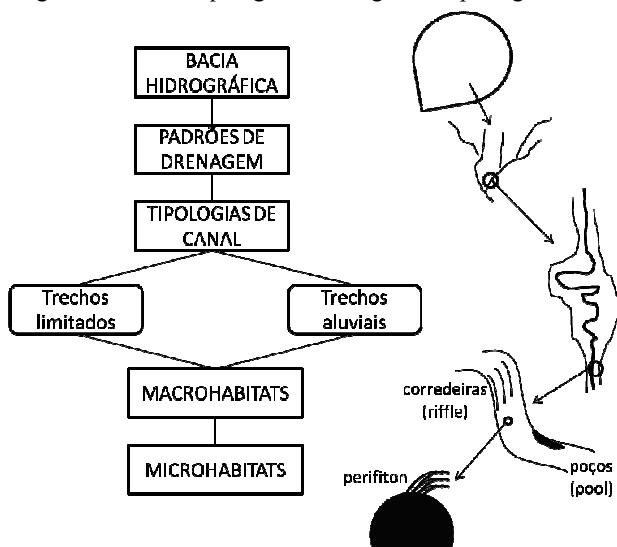 BACIA
HIDROGRÁFICA
PADRÕES DE
DRENAGEM
TIPOLOGIAS DE
CANAL
Trechos
limitados
Trechos
aluviais
MACROHABITATS
MICROHABITATS
corredeiras
(riffle)
poços
(pool)
perifiton